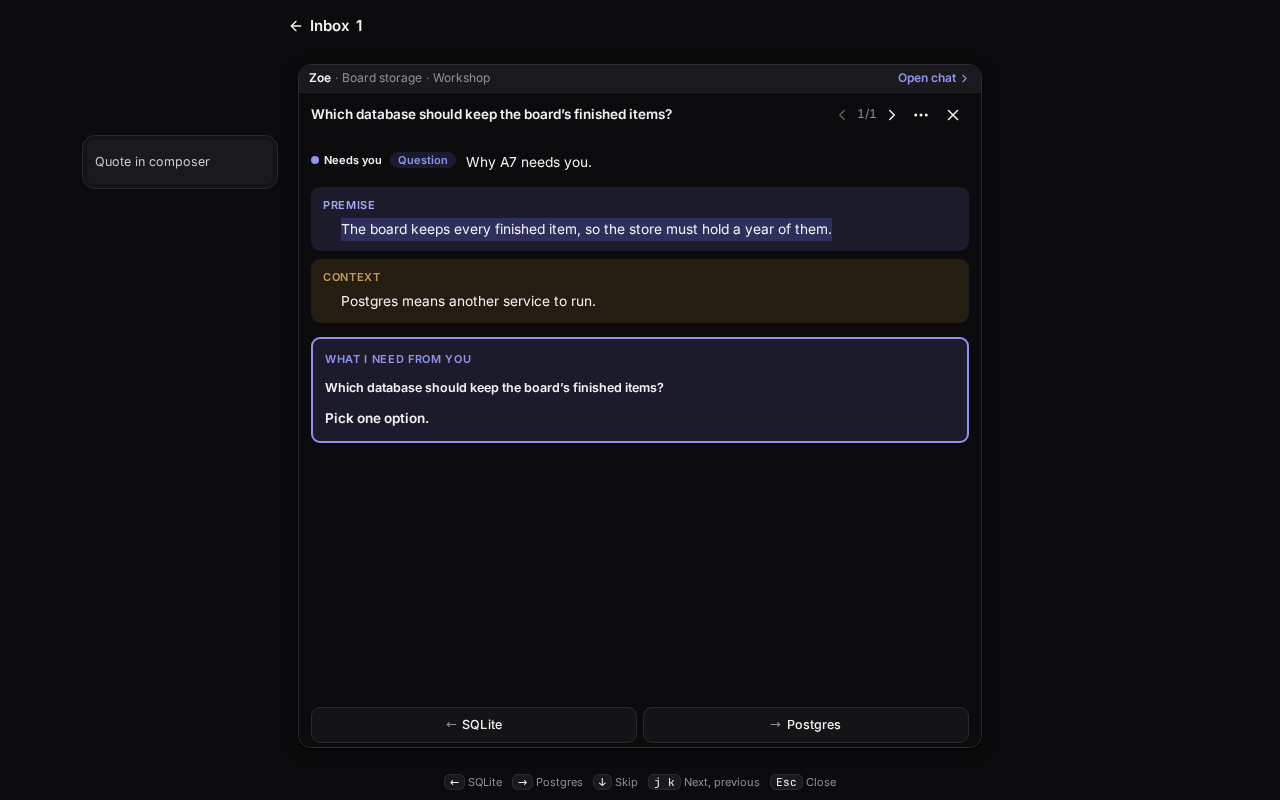 ← Inbox 1
Zoe · Board storage · Workshop
Open chat
Which database should keep the board’s finished items?
1/1
Quote in composer
Needs you
Question
Why A7 needs you.
PREMISE
The board keeps every finished item, so the store must hold a year of them.
CONTEXT
Postgres means another service to run.
WHAT I NEED FROM YOU
Which database should keep the board’s finished items?
Pick one option.
← SQLite
→ Postgres
← SQLite → Postgres ↓ Skip j k Next, previous Esc Close